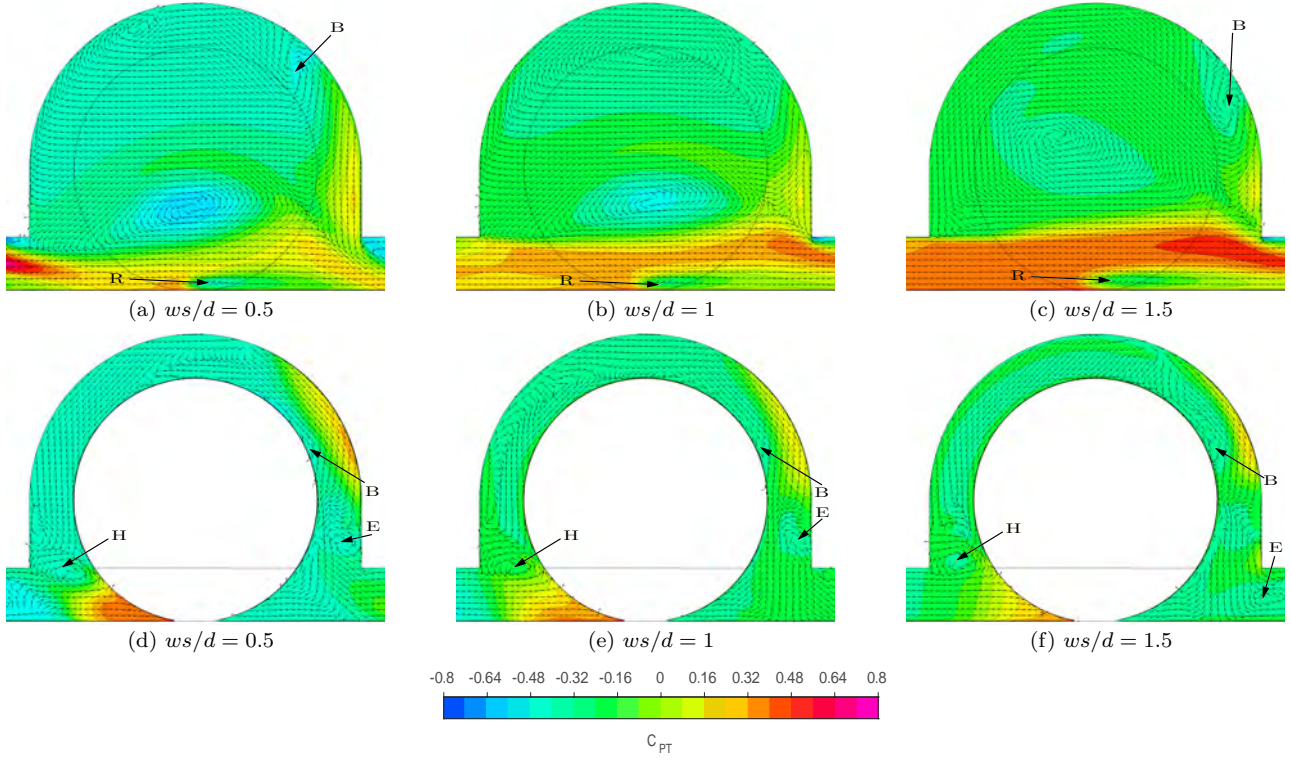 B
B
B
R
R
R
(a) ws/d = 0.5
(b) ws/d = 1
(c) ws/d = 1.5
H
B
E
H
B
E
H
B
E
(d) ws/d = 0.5
(e) ws/d = 1
(f) ws/d = 1.5
-0.8 -0.64 -0.48 -0.32 -0.16 0 0.16 0.32 0.48 0.64 0.8
C PT